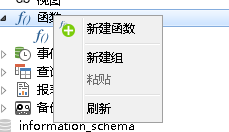 视图
函数
新建函数
新建组
粘贴
刷新
事
查
报
备
information_schema